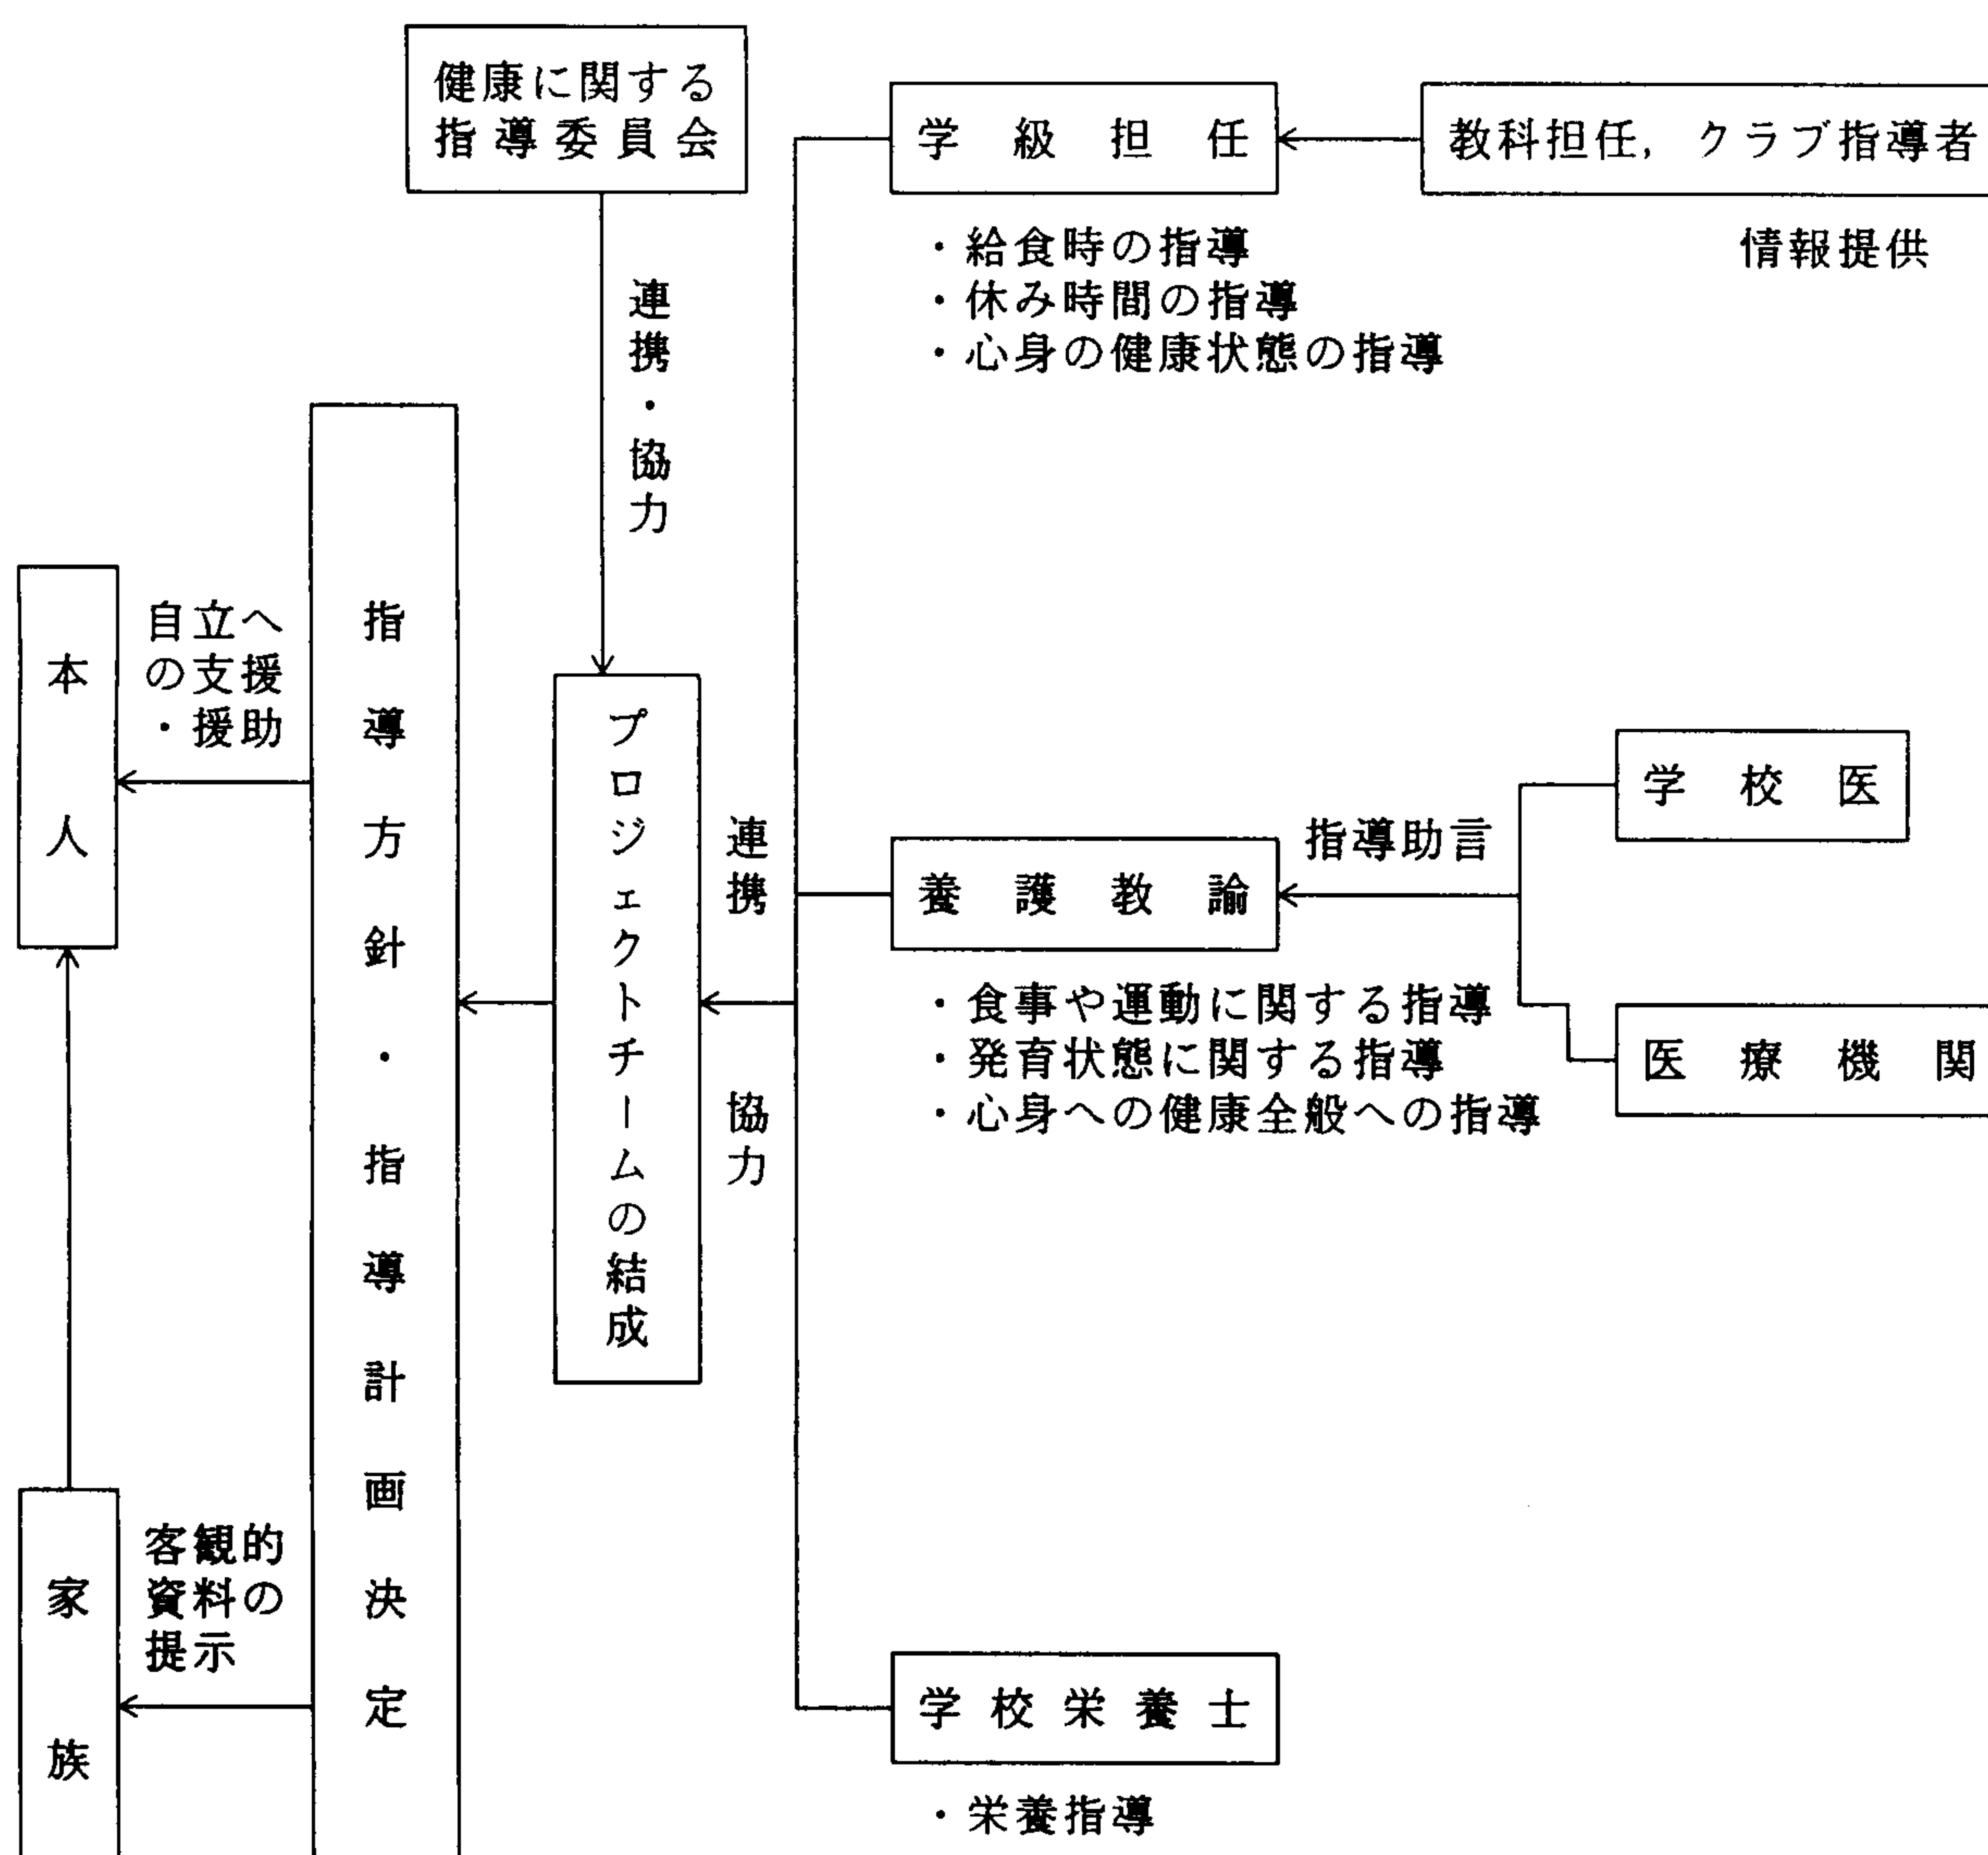 健康に関する
指導委員会
学級担任
教科担任，クラブ指導者
情報提供
・給食時の指導
・休み時間の指導
・心身の健康状態の指導
連携・協力
本人
自立へ
の支援
・援助
指導方針・指導計画決定
プロジェクトチームの結成
連携
協力
養護教諭
指導助言
学校医
医療機関
・食事や運動に関する指導
・発育状態に関する指導
・心身への健康全般への指導
家族
客観的
資料の
提示
学校栄養士
・栄養指導